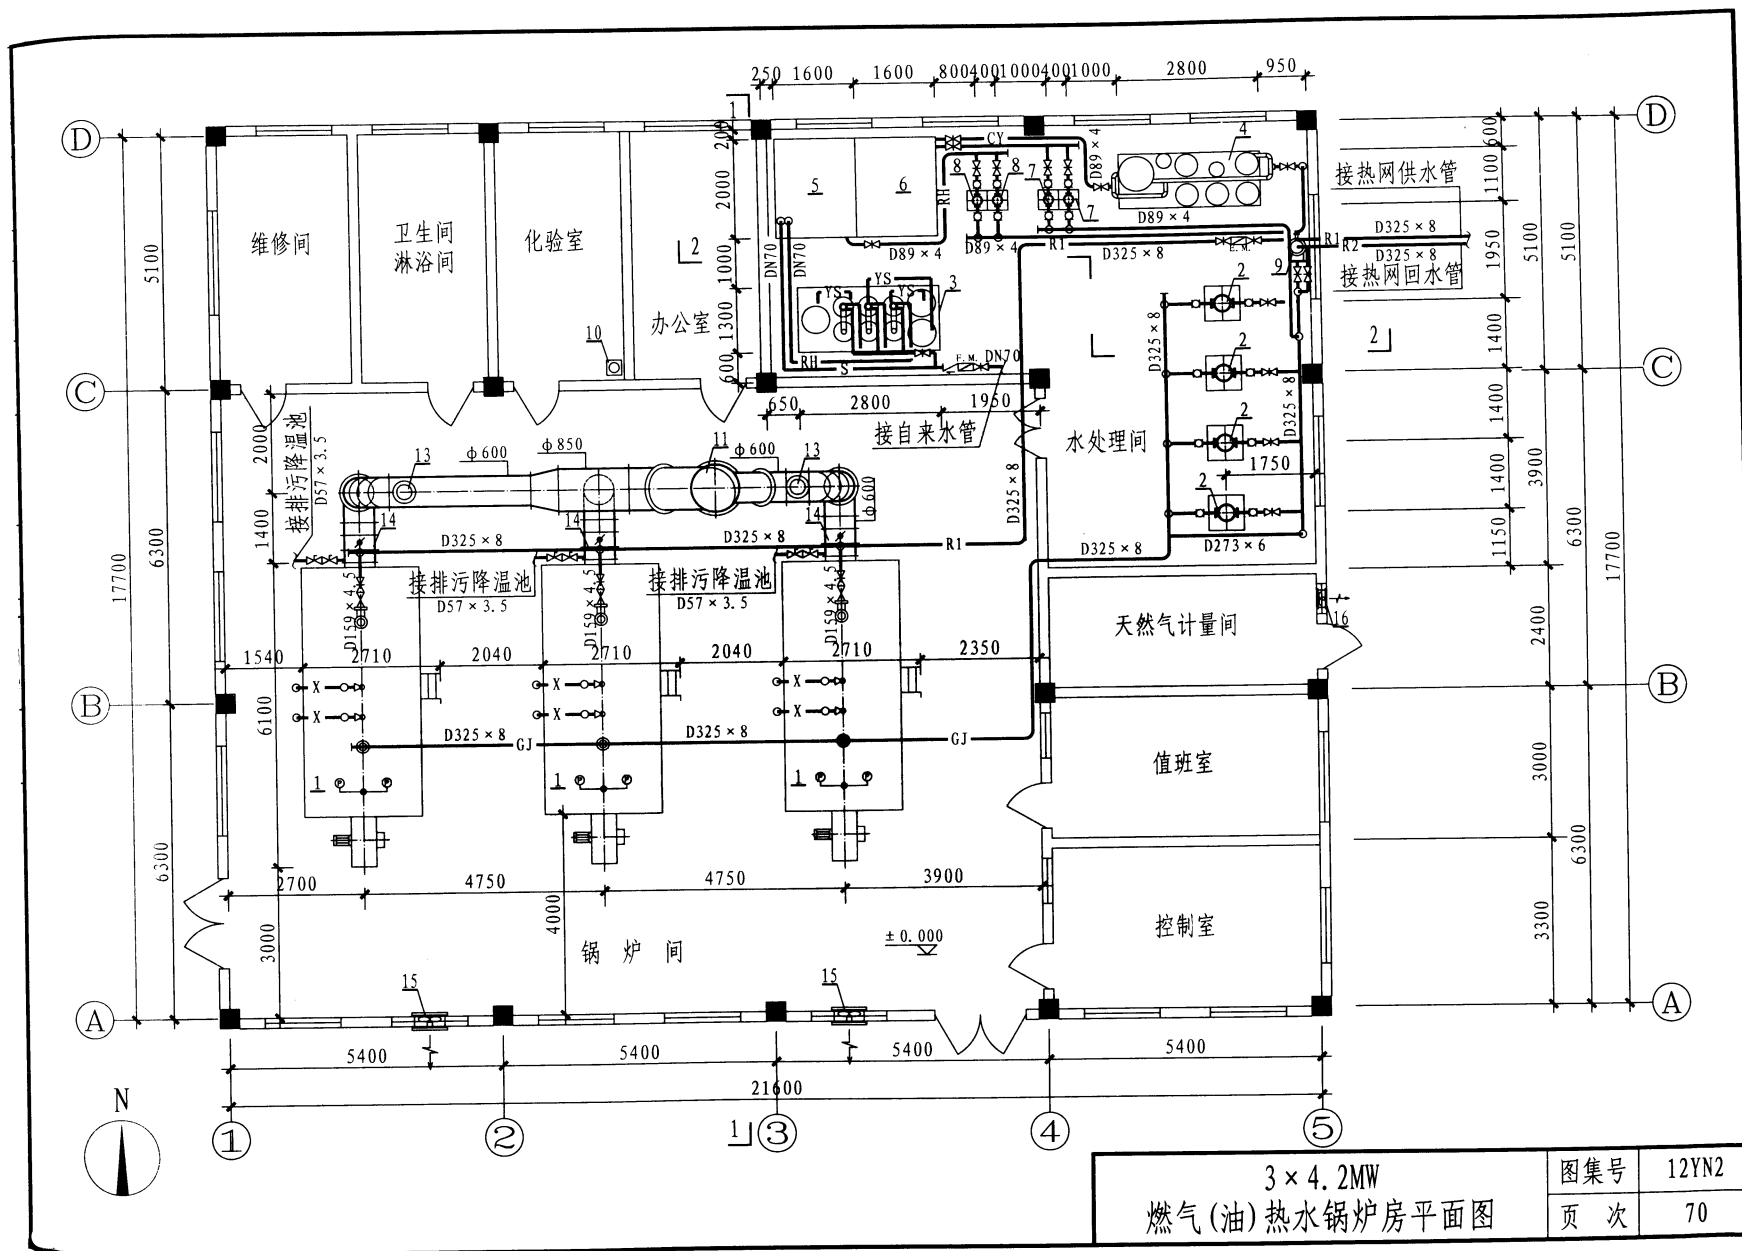 250 1600 1600 800 400 1000 400 1000 2800 950
D
D
1
17700
5100
6300
6300
维修间
卫生间
淋浴间
化验室
办公室
10
2
200
2000
1000
1300
600
5
6
CY
D89×4
4
8
8
7
7
RH
D89×4
D89×4
D89×4
R1
D325×8
F.M.
9
R1
R2
接热网供水管
D325×8
D325×8
接热网回水管
DN70
DN70
YS
YS
YS
3
RH
S
F.M.
DN70
2
2
2
2
2
D325×8
D325×8
1750
D273×6
水处理间
600
1100
1950
1400
1400
1400
1150
5100
3900
5100
6300
17700
C
C
650 2800 1950
接自来水管
2000
1400
接排污降温池
D57×3.5
13
φ600
φ850
11
φ600
13
φ600
14
14
14
D325×8
D325×8
R1
D325×8
D325×8
接排污降温池
D57×3.5
接排污降温池
D57×3.5
D159×4.5
D159×4.5
D159×4.5
天然气计量间
16
2400
1540 2710 2040 2710 2040 2710 2350
B
B
X
X
X
X
X
X
6100
D325×8
GJ
D325×8
GJ
值班室
3000
1
1
1
P P
P P
P P
2700 4750 4750 3900
3000
4000
锅炉间
±0.000
控制室
3300
6300
15
15
A
A
5400 5400 5400 5400
21600
N
1 2 3 4 5
1
3×4.2MW
燃气(油)热水锅炉房平面图
图集号 12YN2
页次 70